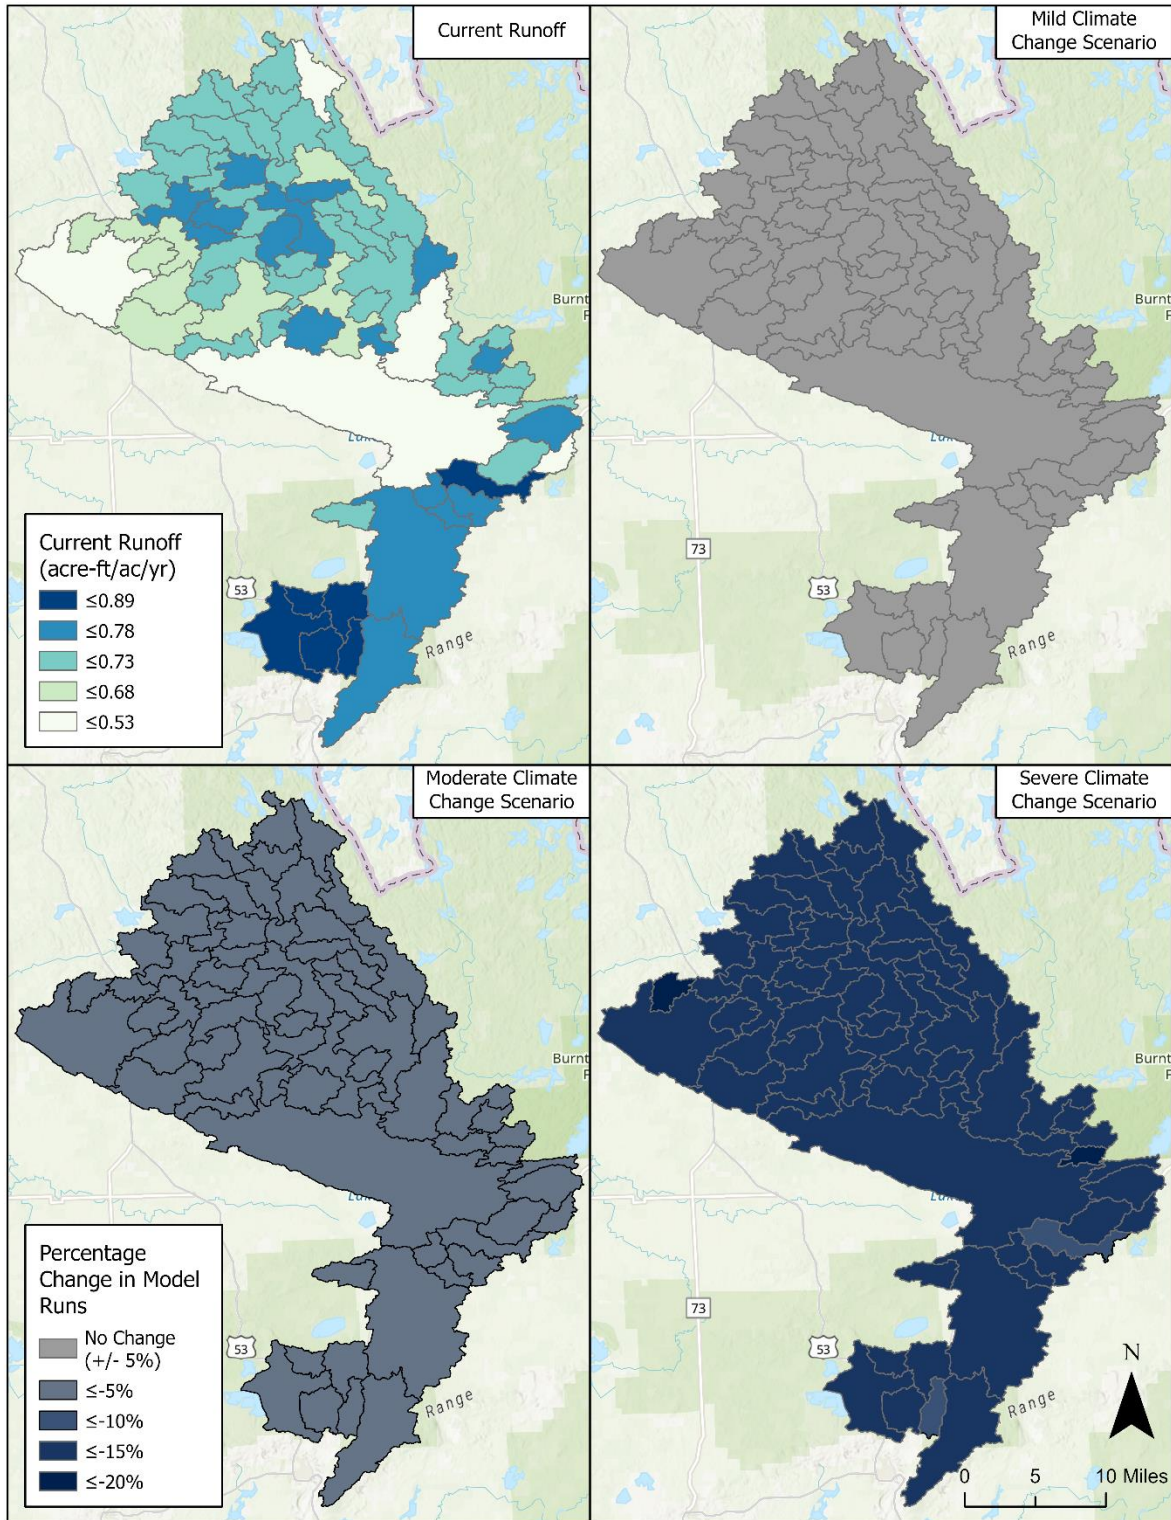 Current Runoff
Mild Climate
Change Scenario
Burnt
Burnt
Current Runoff
(acre-ft/ac/yr)
≤0.89
≤0.78
≤0.73
≤0.68
≤0.53
53
Range
73
53
Range
Moderate Climate
Change Scenario
Severe Climate
Change Scenario
Burnt
Burnt
Percentage
Change in Model
Runs
No Change
(+/- 5%)
≤-5%
≤-10%
≤-15%
≤-20%
53
Range
73
53
Range
N
0 5 10 Miles